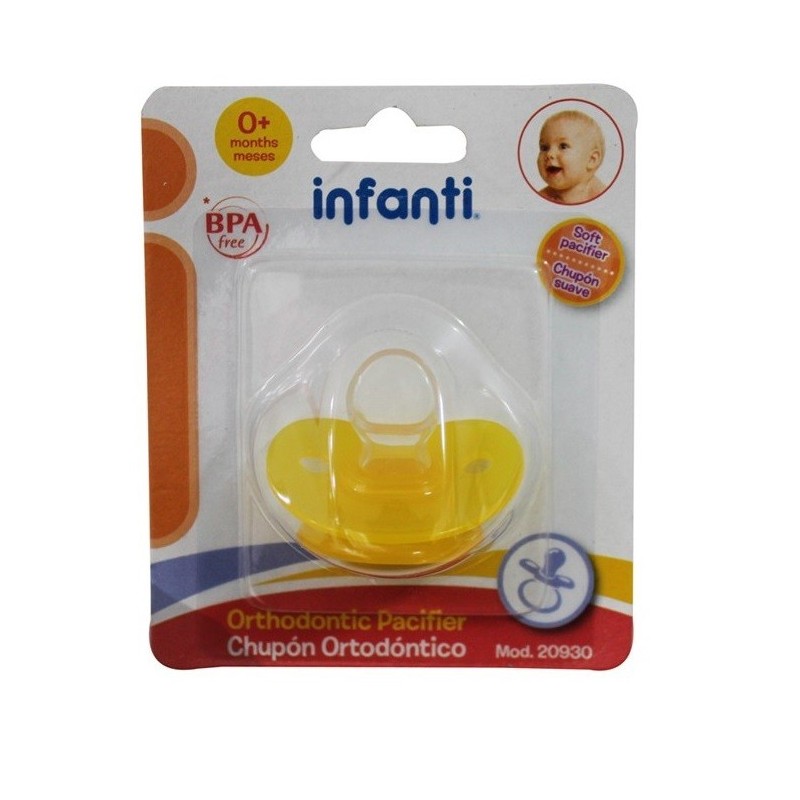 0+
months
meses
infanti
* BPA
free
Soft
pacifier
Chupón
suave
Orthodontic Pacifier
Chupón Ortodóntico
Mod. 20930